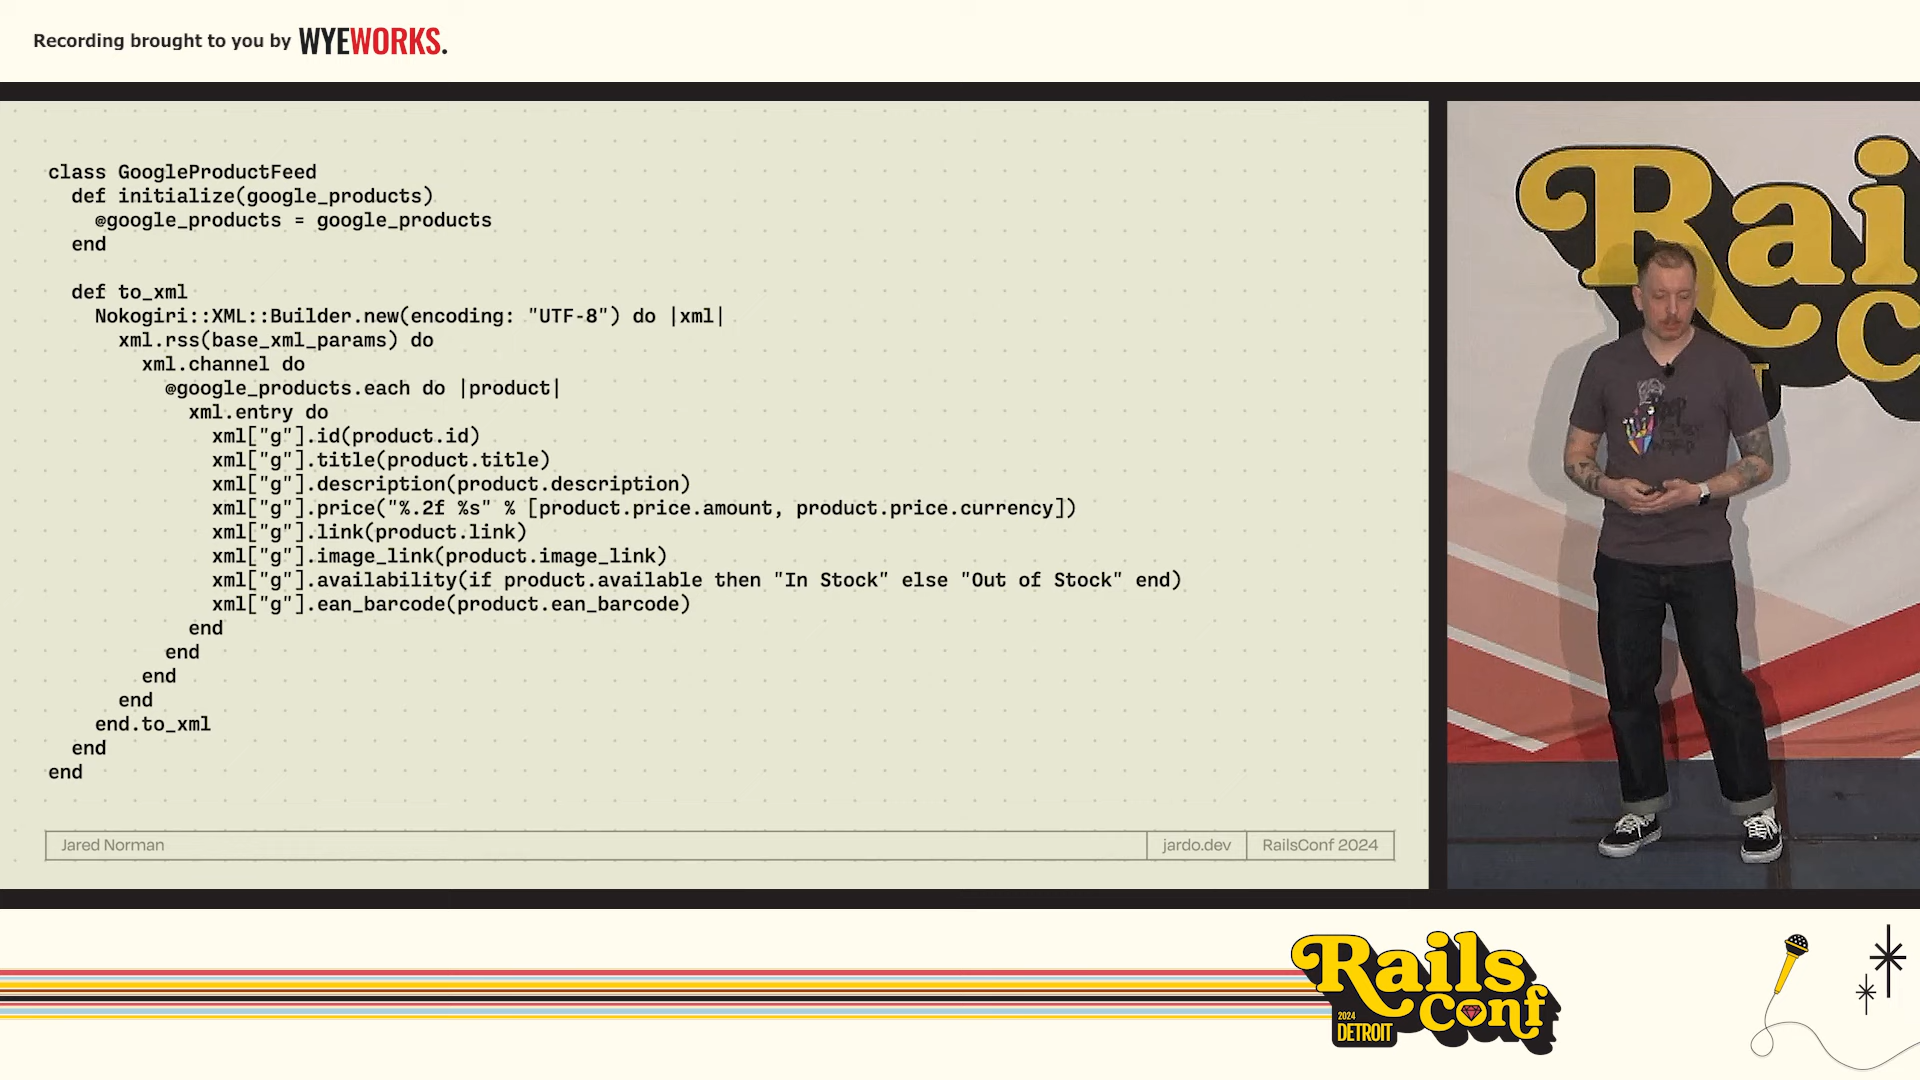 Recording brought to you by WYEWORKS.
class GoogleProductFeed
  def initialize(google_products)
    @google_products = google_products
  end

  def to_xml
    Nokogiri::XML::Builder.new(encoding: "UTF-8") do |xml|
      xml.rss(base_xml_params) do
        xml.channel do
          @google_products.each do |product|
            xml.entry do
              xml["g"].id(product.id)
              xml["g"].title(product.title)
              xml["g"].description(product.description)
              xml["g"].price("%.2f %s" % [product.price.amount, product.price.currency])
              xml["g"].link(product.link)
              xml["g"].image_link(product.image_link)
              xml["g"].availability(if product.available then "In Stock" else "Out of Stock" end)
              xml["g"].ean_barcode(product.ean_barcode)
            end
          end
        end
      end
    end.to_xml
  end
end
Jared Norman
jardo.dev
RailsConf 2024
Rai
C
Rails
Conf
2024
DETROIT